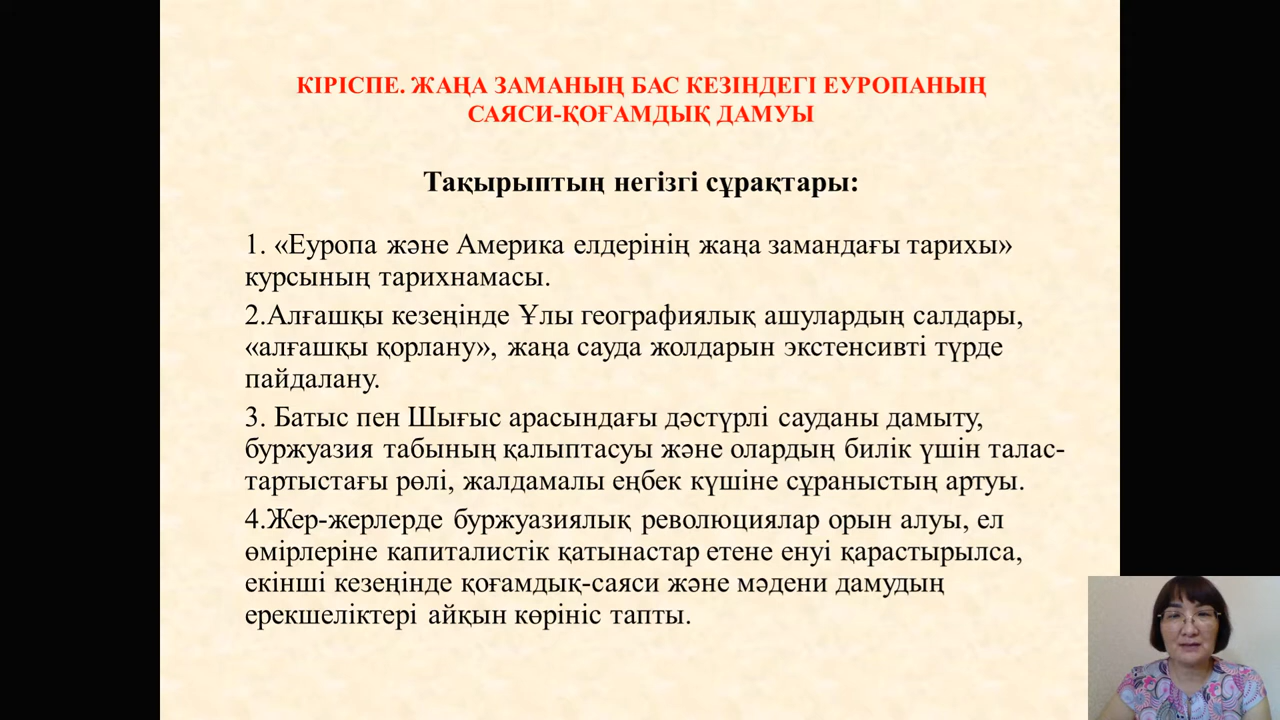 КІРІСПЕ. ЖАҢА ЗАМАНЫҢ БАС КЕЗІНДЕГІ ЕУРОПАНЫҢ
САЯСИ-ҚОҒАМДЫҚ ДАМУЫ
Тақырыптың негізгі сұрақтары:
1. «Еуропа және Америка елдерінің жаңа замандағы тарихы»
курсының тарихнамасы.
2.Алғашқы кезеңінде Ұлы географиялық ашулардың салдары,
«алғашқы қорлану», жаңа сауда жолдарын экстенсивті түрде
пайдалану.
3. Батыс пен Шығыс арасындағы дәстүрлі сауданы дамыту,
буржуазия табының қалыптасуы және олардың билік үшін талас-
тартыстағы рөлі, жалдамалы еңбек күшіне сұраныстың артуы.
4.Жер-жерлерде буржуазиялық революциялар орын алуы, ел
өмірлеріне капиталистік қатынастар етене енуі қарастырылса,
екінші кезеңінде қоғамдық-саяси және мәдени дамудың
ерекшеліктері айқын көрініс тапты.